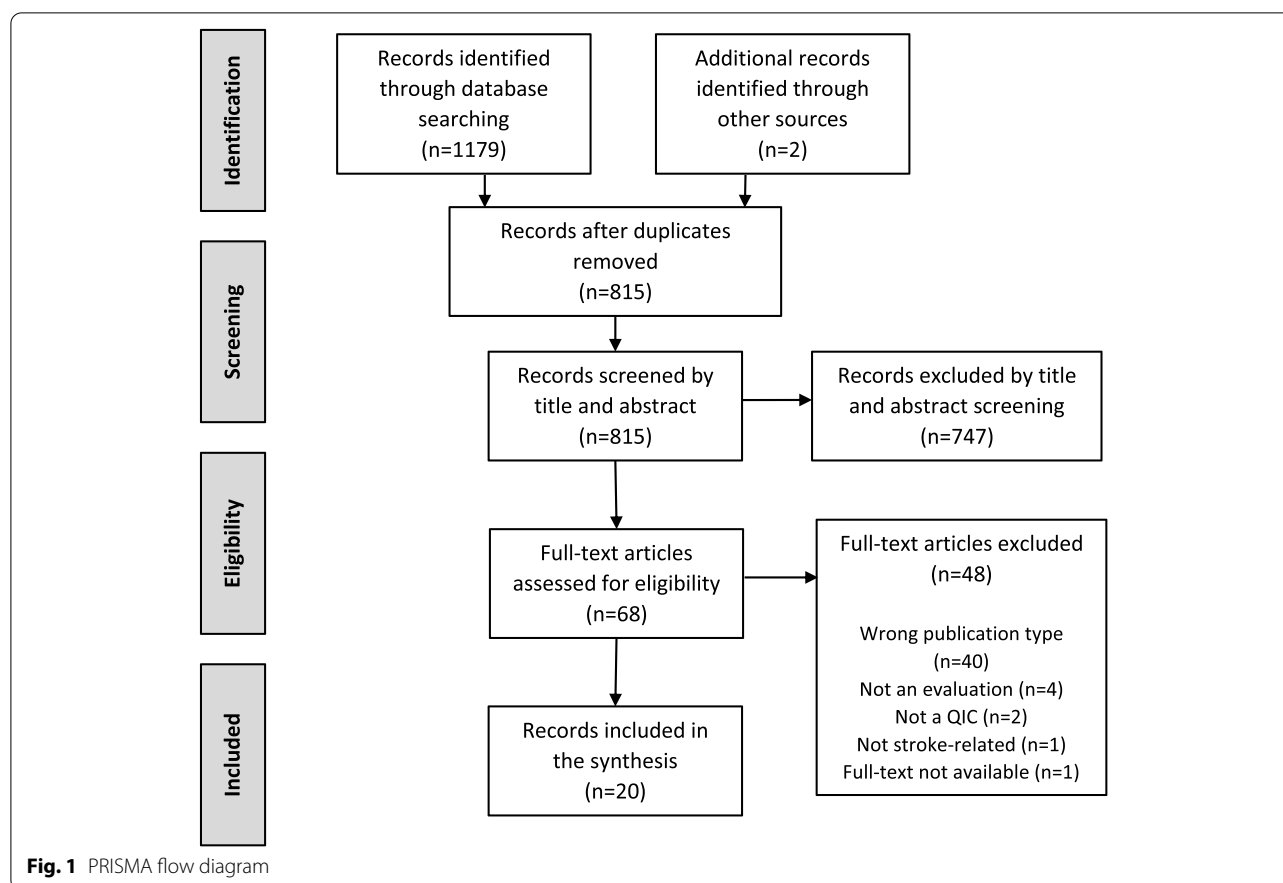 Identification
Records identified
through database
searching
(n=1179)
Additional records
identified through
other sources
(n=2)
Records after duplicates
removed
(n=815)
Screening
Records screened by
title and abstract
(n=815)
Records excluded by title
and abstract screening
(n=747)
Eligibility
Full-text articles
assessed for eligibility
(n=68)
Full-text articles excluded
(n=48)
Wrong publication type
(n=40)
Not an evaluation (n=4)
Not a QIC (n=2)
Not stroke-related (n=1)
Full-text not available (n=1)
Included
Records included in
the synthesis
(n=20)
Fig. 1 PRISMA flow diagram